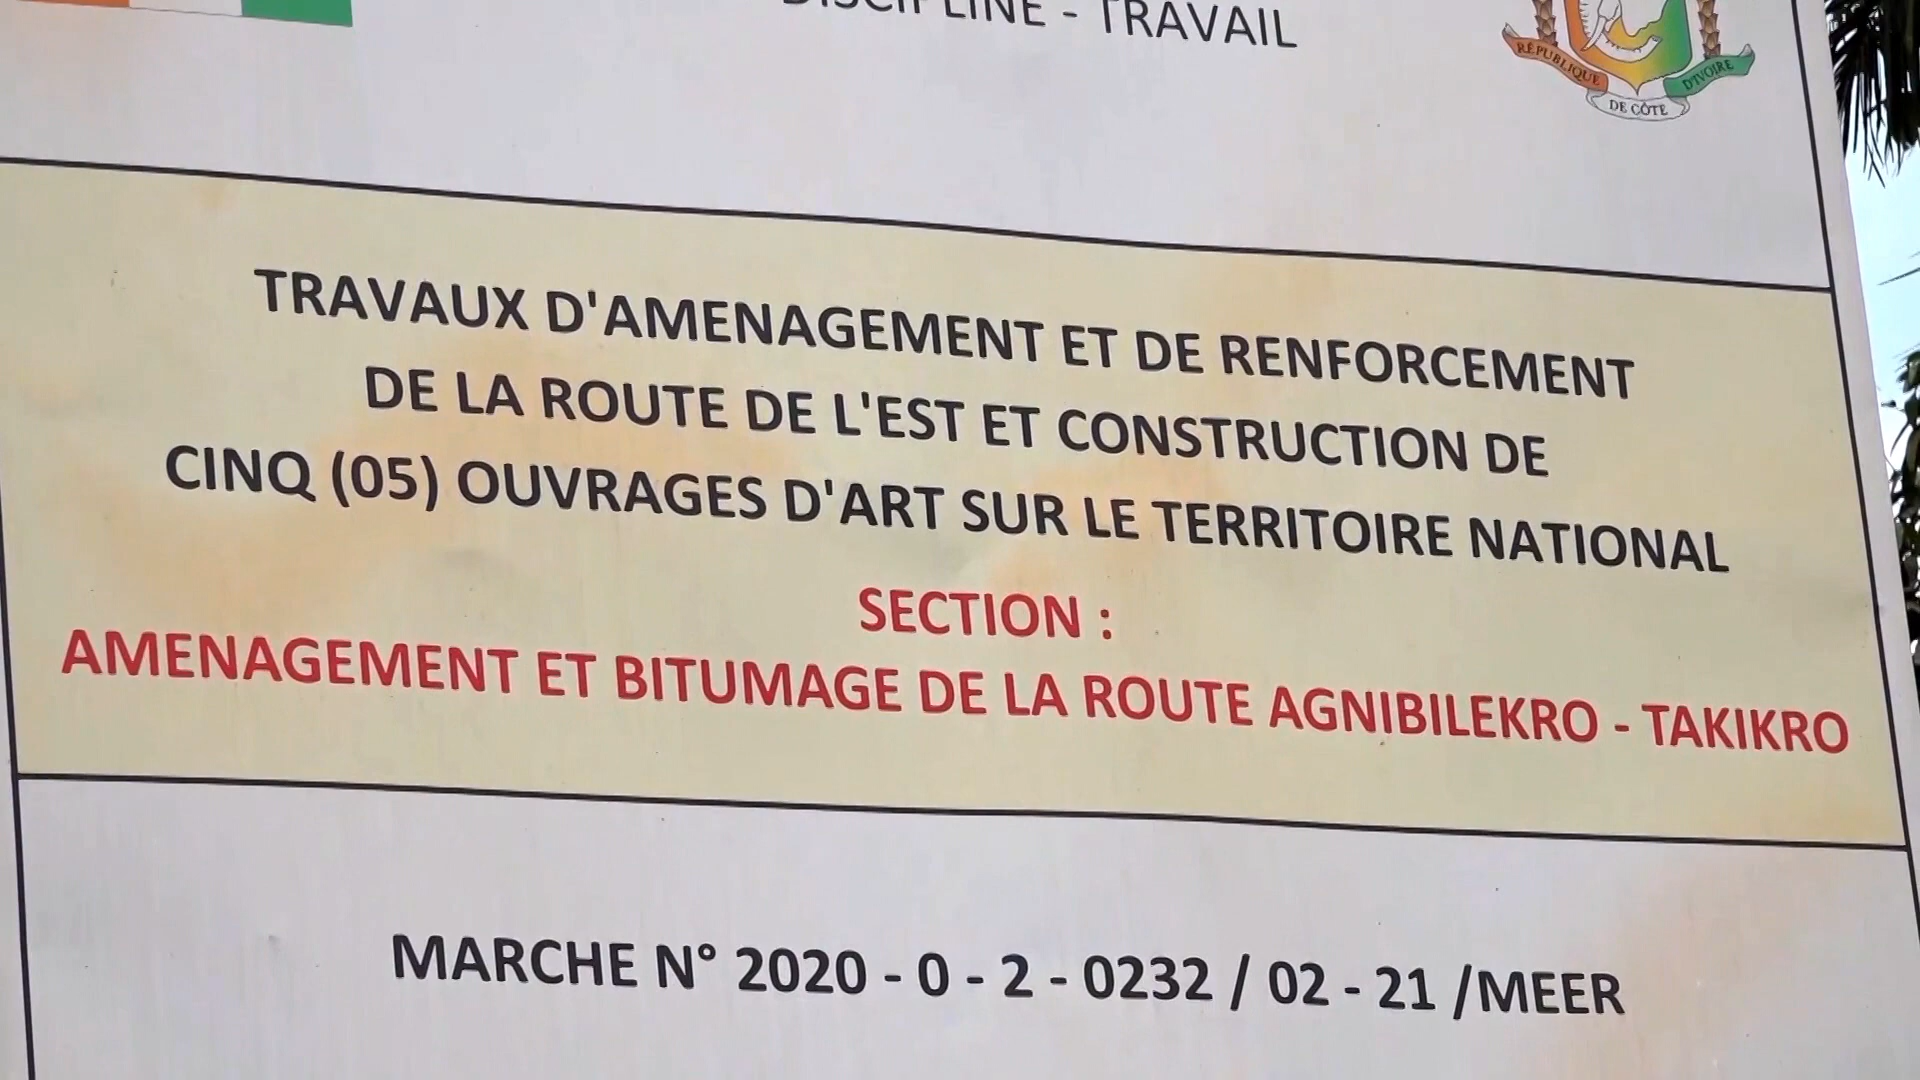 DISCIPLINE - TRAVAIL
RÉPUBLIQUE
DE CÔTE
D'IVOIRE
TRAVAUX D'AMENAGEMENT ET DE RENFORCEMENT
DE LA ROUTE DE L'EST ET CONSTRUCTION DE
CINQ (05) OUVRAGES D'ART SUR LE TERRITOIRE NATIONAL
SECTION :
AMENAGEMENT ET BITUMAGE DE LA ROUTE AGNIBILEKRO - TAKIKRO
MARCHE N° 2020 - 0 - 2 - 0232 / 02 - 21 /MEER